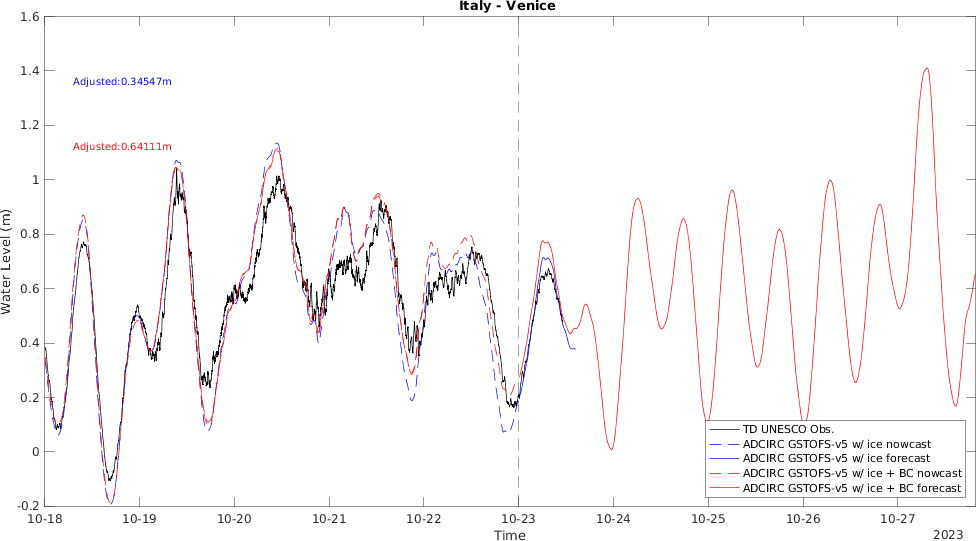 Italy - Venice
1.6
1.4
1.2
1
0.8
0.6
0.4
0.2
0
-0.2
Water Level (m)
Adjusted:0.34547m
Adjusted:0.64111m
TD UNESCO Obs.
ADCIRC GSTOFS-v5 w/ ice nowcast
ADCIRC GSTOFS-v5 w/ ice forecast
ADCIRC GSTOFS-v5 w/ ice + BC nowcast
ADCIRC GSTOFS-v5 w/ ice + BC forecast
10-18 10-19 10-20 10-21 10-22 10-23 10-24 10-25 10-26 10-27
Time
2023